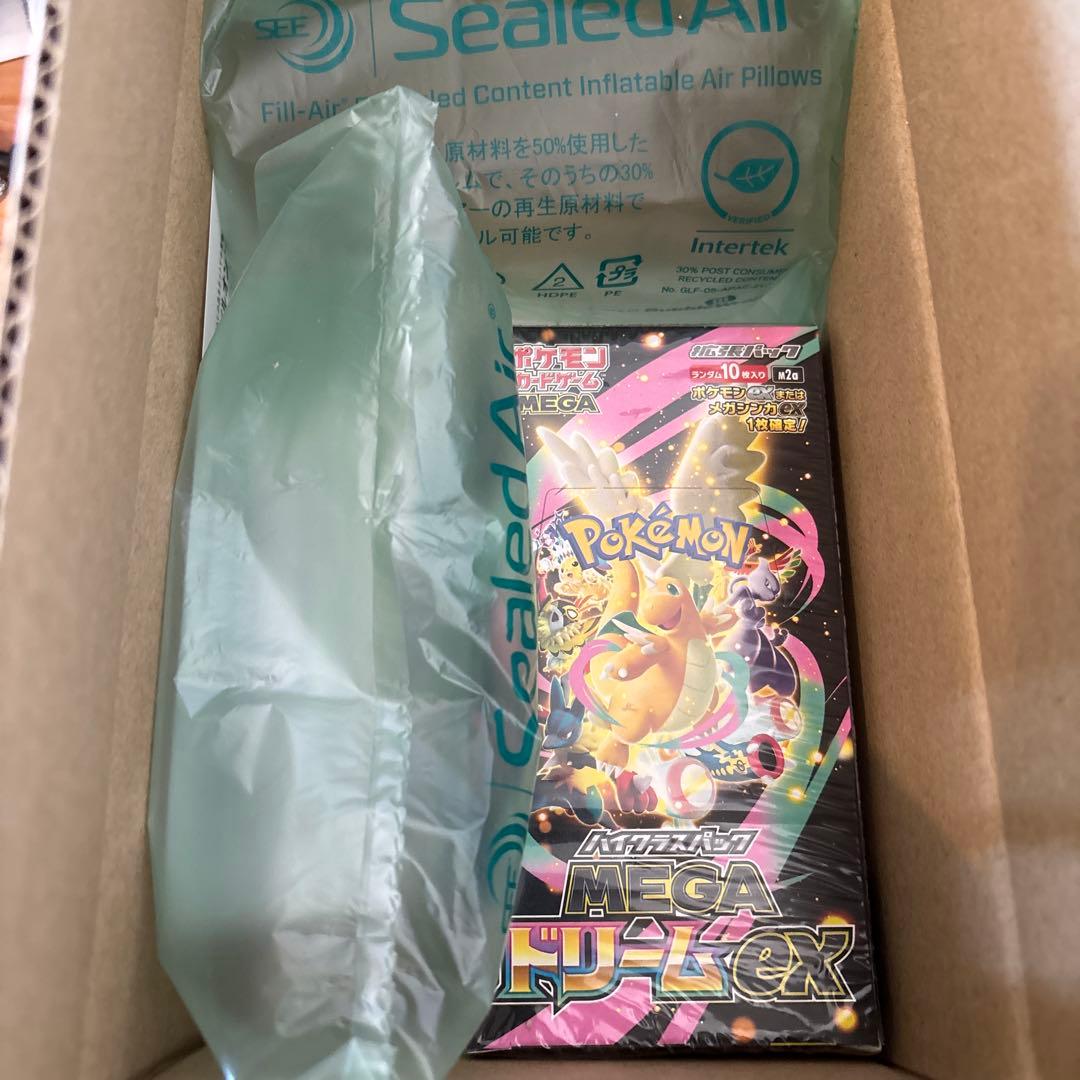 SEE Sealed Air
Content Inflatable Air Pillows
原材料を50%使用した
ムで、そのうちの30%
ーの再生原材料で
ル可能です。
VERIFIED
Intertek
2
HDPE
プラ
PE
30% POST CONSUME
RECYCLED CONTEN
Sealed Air
ポケモン
カードゲーム
MEGA
拡張パック
ランダム10枚入り
M2a
ポケモンexまたは
メガシンカex
1枚確定!
POKéMON
ハイクラスパック
MEGA
ドリームex